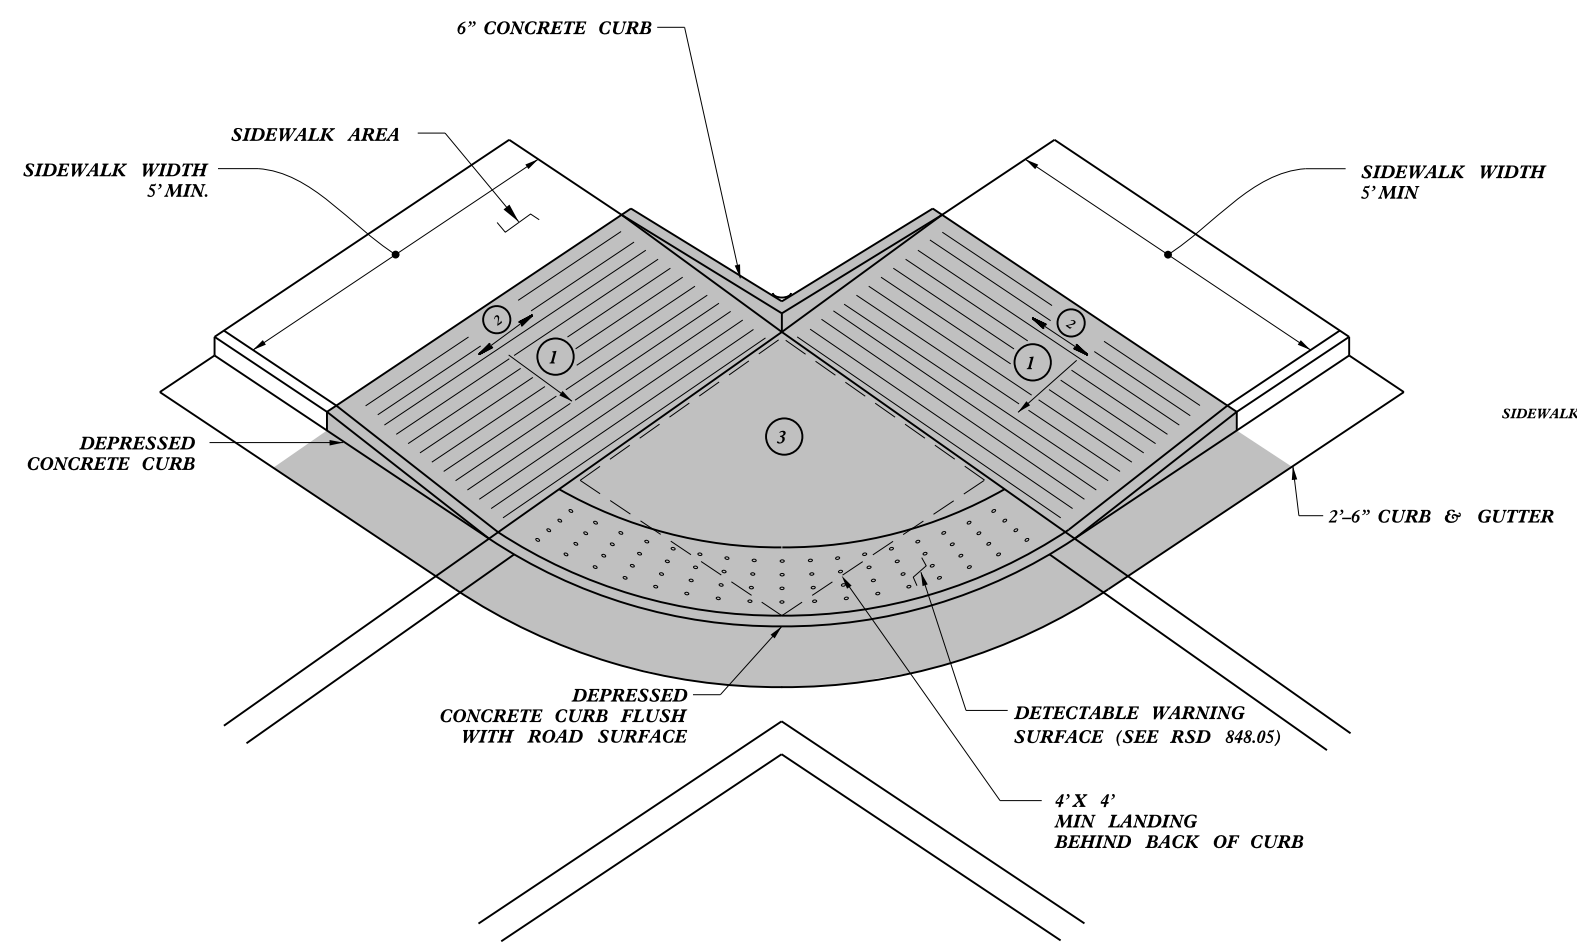 6" CONCRETE CURB
SIDEWALK AREA
SIDEWALK WIDTH
5' MIN.
SIDEWALK WIDTH
5' MIN
2
1
2
1
3
SIDEWALK
DEPRESSED
CONCRETE CURB
2'-6" CURB & GUTTER
DEPRESSED
CONCRETE CURB FLUSH
WITH ROAD SURFACE
DETECTABLE WARNING
SURFACE (SEE RSD 848.05)
4' X 4'
MIN LANDING
BEHIND BACK OF CURB